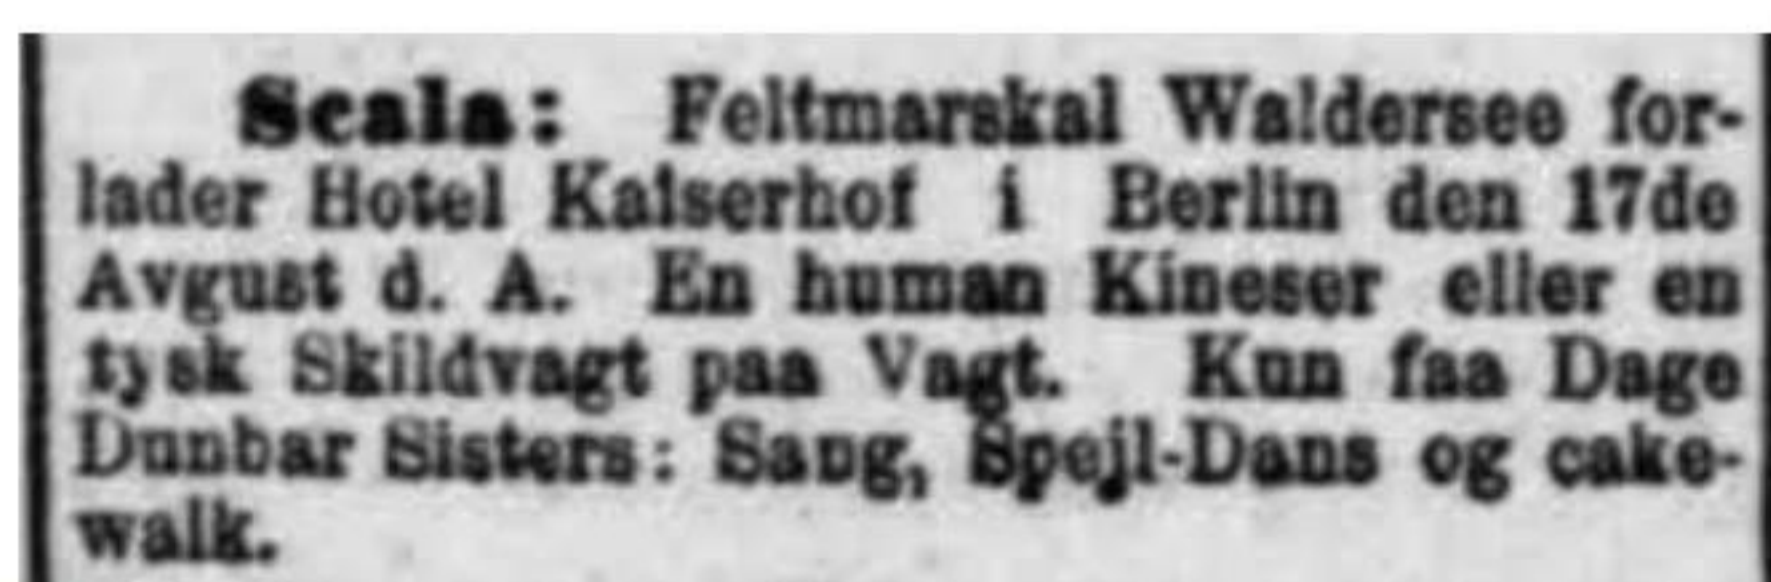 Scala: Feltmarskal Waldersee for-
lader Hotel Kaiserhof i Berlin den 17de
Avgust d. A. En human Kineser eller en
tysk Skildvagt paa Vagt. Kun faa Dage
Dunbar Sisters: Sang, Spejl-Dans og cake-
walk.